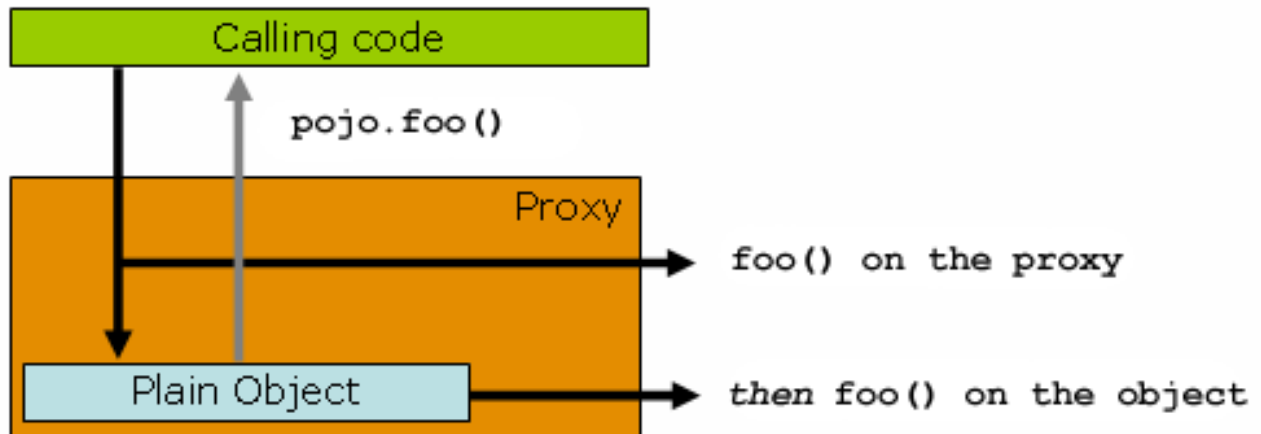 Calling code
pojo.foo()
Proxy
foo() on the proxy
Plain Object
then foo() on the object